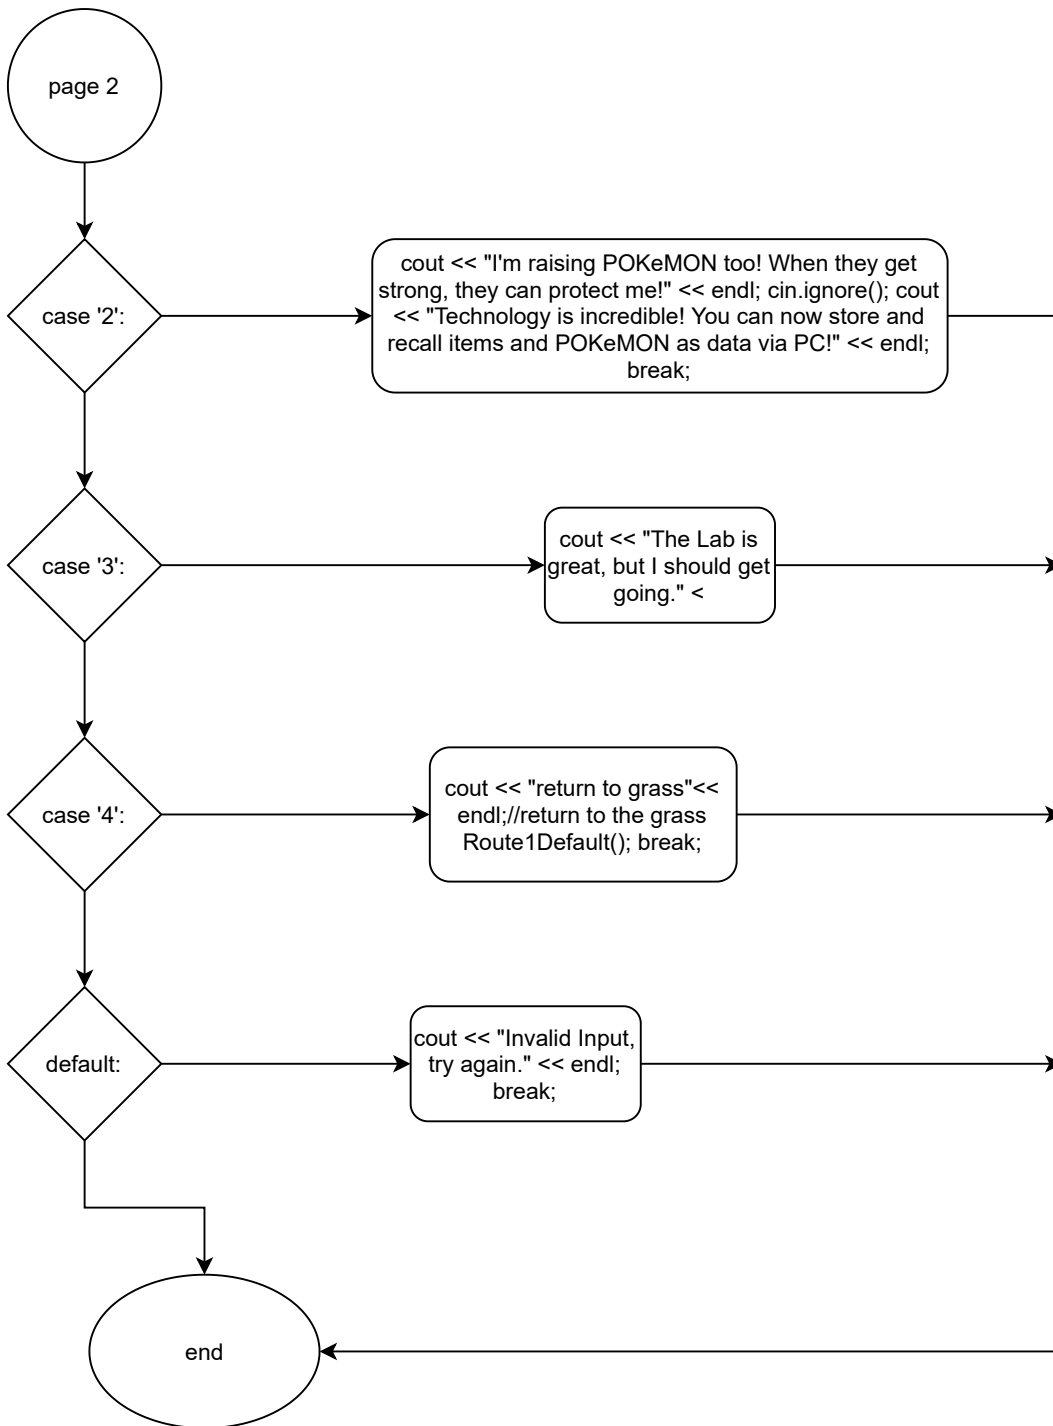 page 2
case '2':
cout << "I'm raising POKeMON too! When they get
strong, they can protect me!" << endl; cin.ignore(); cout
<< "Technology is incredible! You can now store and
recall items and POKeMON as data via PC!" << endl;
break;
case '3':
cout << "The Lab is
great, but I should get
going." <
case '4':
cout << "return to grass"<<
endl;//return to the grass
Route1Default(); break;
default:
cout << "Invalid Input,
try again." << endl;
break;
end